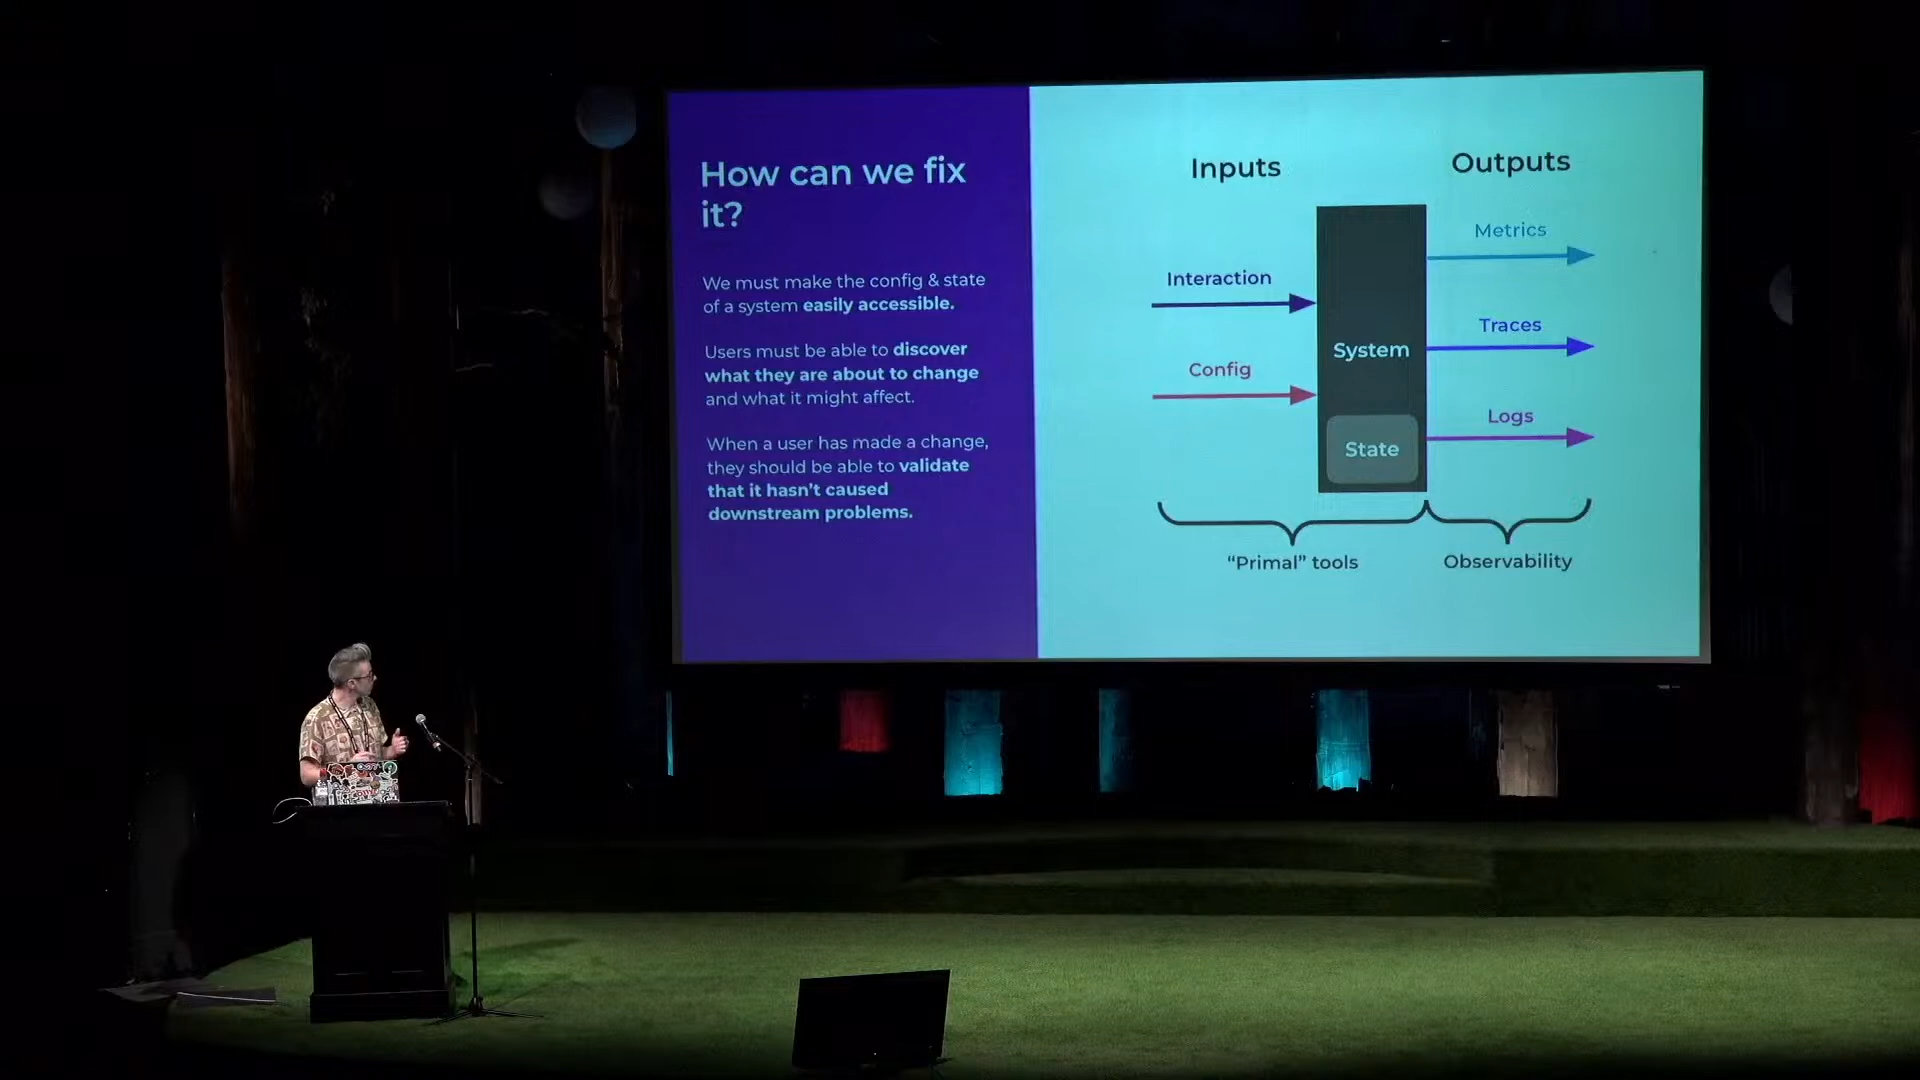 How can we fix
it?
We must make the config & state
of a system easily accessible.
Users must be able to discover
what they are about to change
and what it might affect.
When a user has made a change,
they should be able to validate
that it hasn't caused
downstream problems.
Inputs
Outputs
Interaction
Config
System
State
Metrics
Traces
Logs
“Primal” tools
Observability